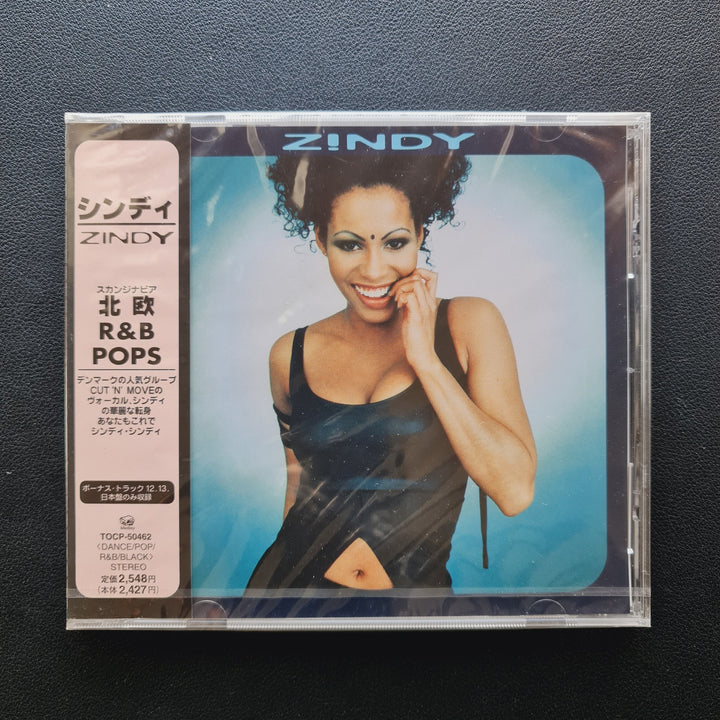 Z!NDY
シンディ
ZINDY
スカンジナビア
北欧
R&B
POPS
デンマークの人気グループ
CUT 'N' MOVEの
ヴォーカル、シンディ
の華麗な転身
あなたもこれで
シンディ・シンディ
ボーナス・トラック 12.13.
日本盤のみ収録
TOCP-50462
〈DANCE/POP/
R&B/BLACK〉
STEREO
定価2,548円
(本体2,427円)